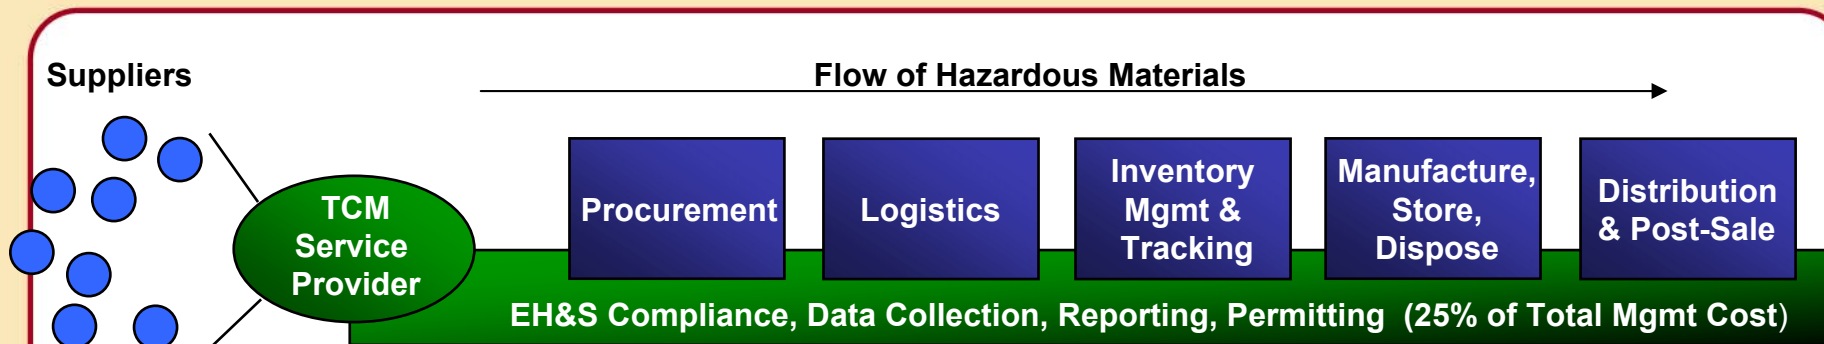 Suppliers
Flow of Hazardous Materials
TCM
Service
Provider
Procurement
Logistics
Inventory
Mgmt &
Tracking
Manufacture,
Store,
Dispose
Distribution
& Post-Sale
EH&S Compliance, Data Collection, Reporting, Permitting (25% of Total Mgmt Cost)